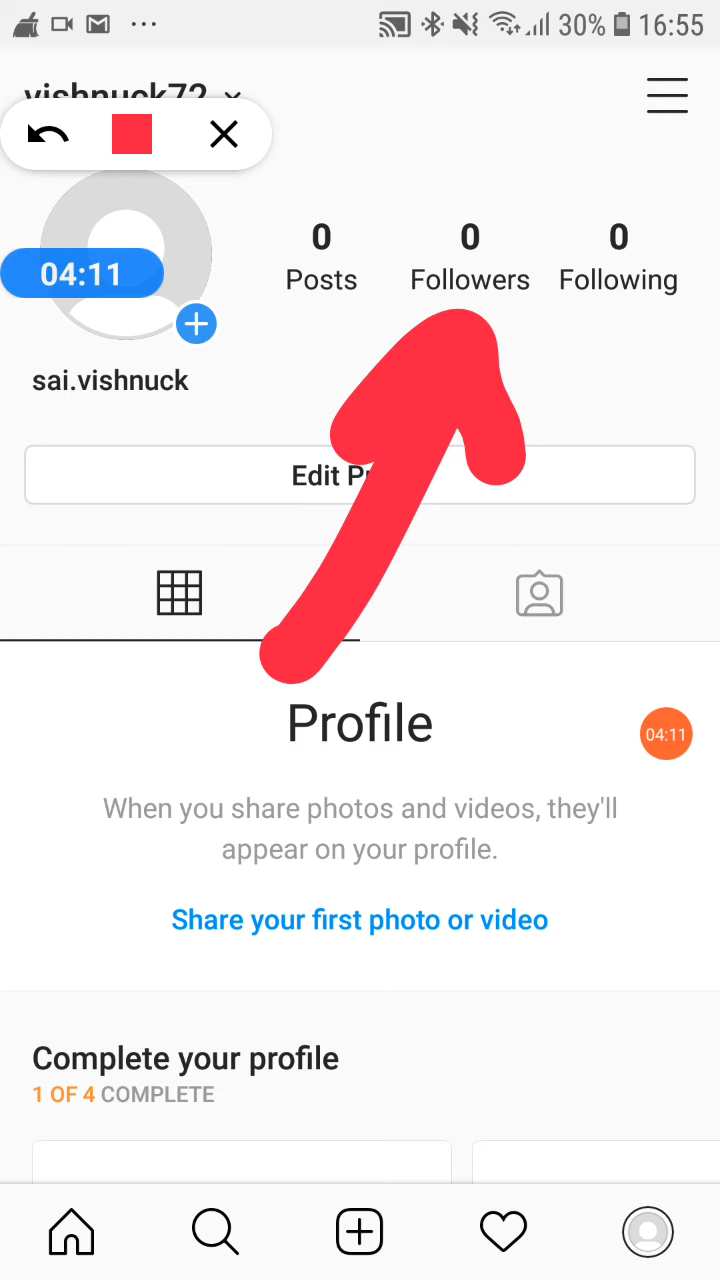 30% 16:55
vishnuck72
04:11
0 0 0
Posts Followers Following
sai.vishnuck
Edit Pr
Profile
04:11
When you share photos and videos, they'll
appear on your profile.
Share your first photo or video
Complete your profile
1 OF 4 COMPLETE